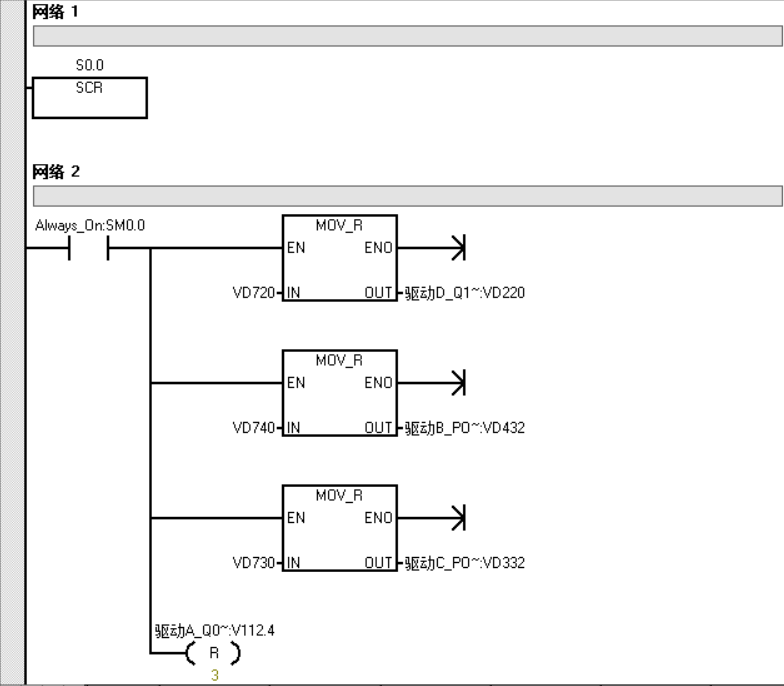 网络 1
S0.0
SCR
网络 2
Always_On:SM0.0
MOV_R
EN ENO
VD720 IN OUT 驱动D_Q1~:VD220
MOV_R
EN ENO
VD740 IN OUT 驱动B_P0~:VD432
MOV_R
EN ENO
VD730 IN OUT 驱动C_P0~:VD332
驱动A_Q0~:V112.4
R
3